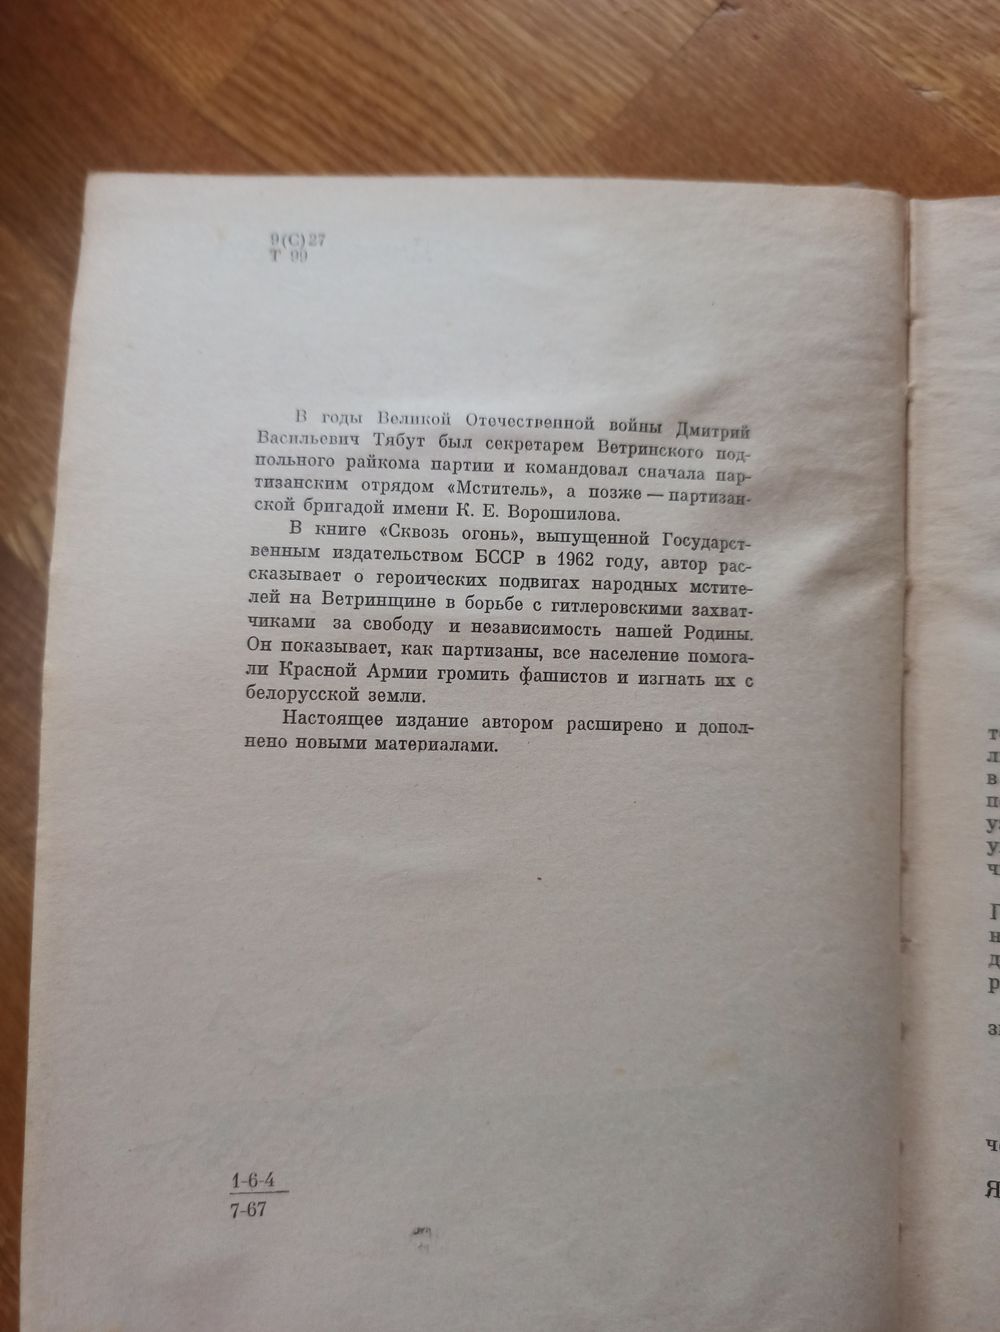 9(С)27
Т 99
В годы Великой Отечественной войны Дмитрий
Васильевич Тябут был секретарем Ветринского под-
польного райкома партии и командовал сначала пар-
тизанским отрядом «Мститель», а позже — партизан-
ской бригадой имени К. Е. Ворошилова.
В книге «Сквозь огонь», выпущенной Государст-
венным издательством БССР в 1962 году, автор рас-
сказывает о героических подвигах народных мстите-
лей на Ветринщине в борьбе с гитлеровскими захват-
чиками за свободу и независимость нашей Родины.
Он показывает, как партизаны, все население помога-
ли Красной Армии громить фашистов и изгнать их с
белорусской земли.
Настоящее издание автором расширено и допол-
нено новыми материалами.
1-6-4
7-67